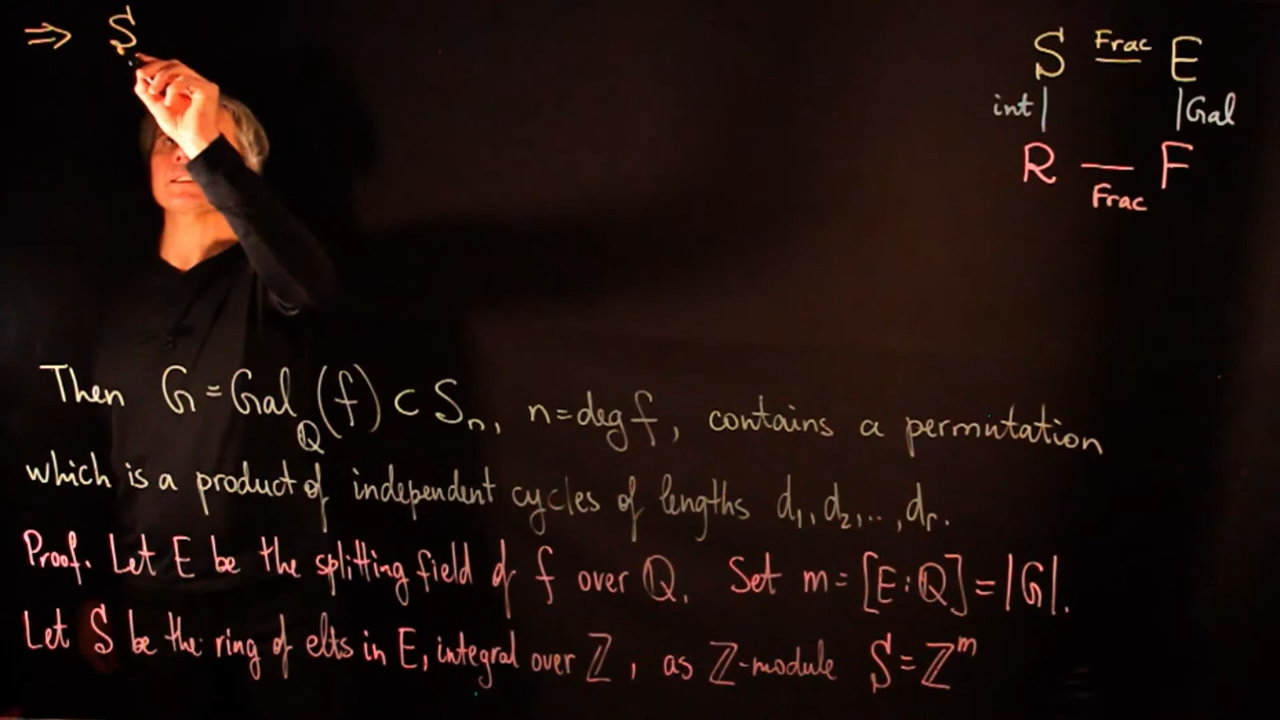 ⇒ S
S Frac E
int | | Gal
R — F
Frac
Then G = Gal_Q (f) ⊂ S_n, n = deg f, contains a permutation
which is a product of independent cycles of lengths d_1, d_2, .., d_r.
Proof. Let E be the splitting field of f over ℚ. Set m = [E:ℚ] = |G|.
Let S be the ring of elts in E, integral over ℤ, as ℤ-module S = ℤ^m